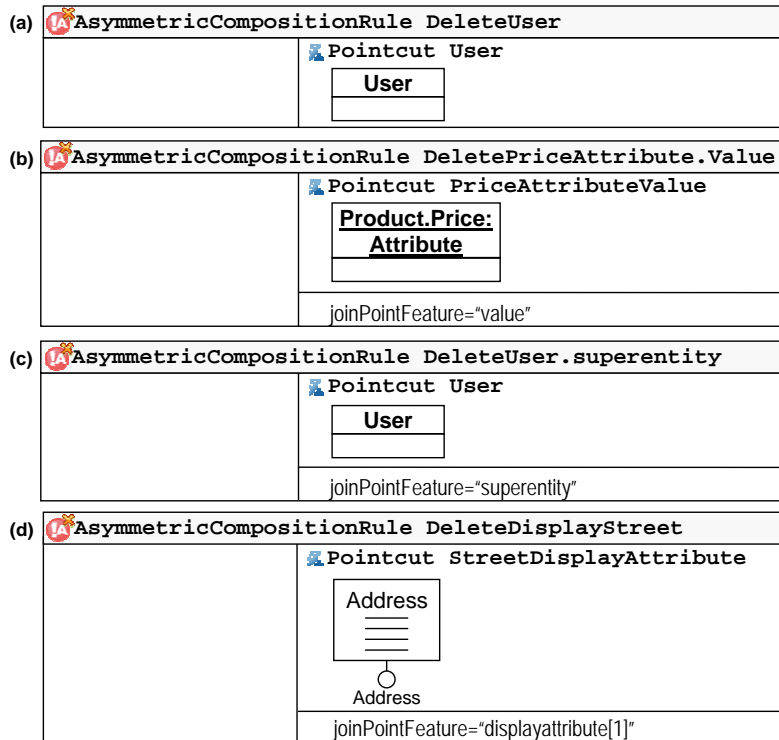 (a) !A AsymmetricCompositionRule DeleteUser
Pointcut User
User
(b) !A AsymmetricCompositionRule DeletePriceAttribute.Value
Pointcut PriceAttributeValue
Product.Price:
Attribute
joinPointFeature=“value”
(c) !A AsymmetricCompositionRule DeleteUser.superentity
Pointcut User
User
joinPointFeature=“superentity”
(d) !A AsymmetricCompositionRule DeleteDisplayStreet
Pointcut StreetDisplayAttribute
Address
Address
joinPointFeature=“displayattribute[1]”